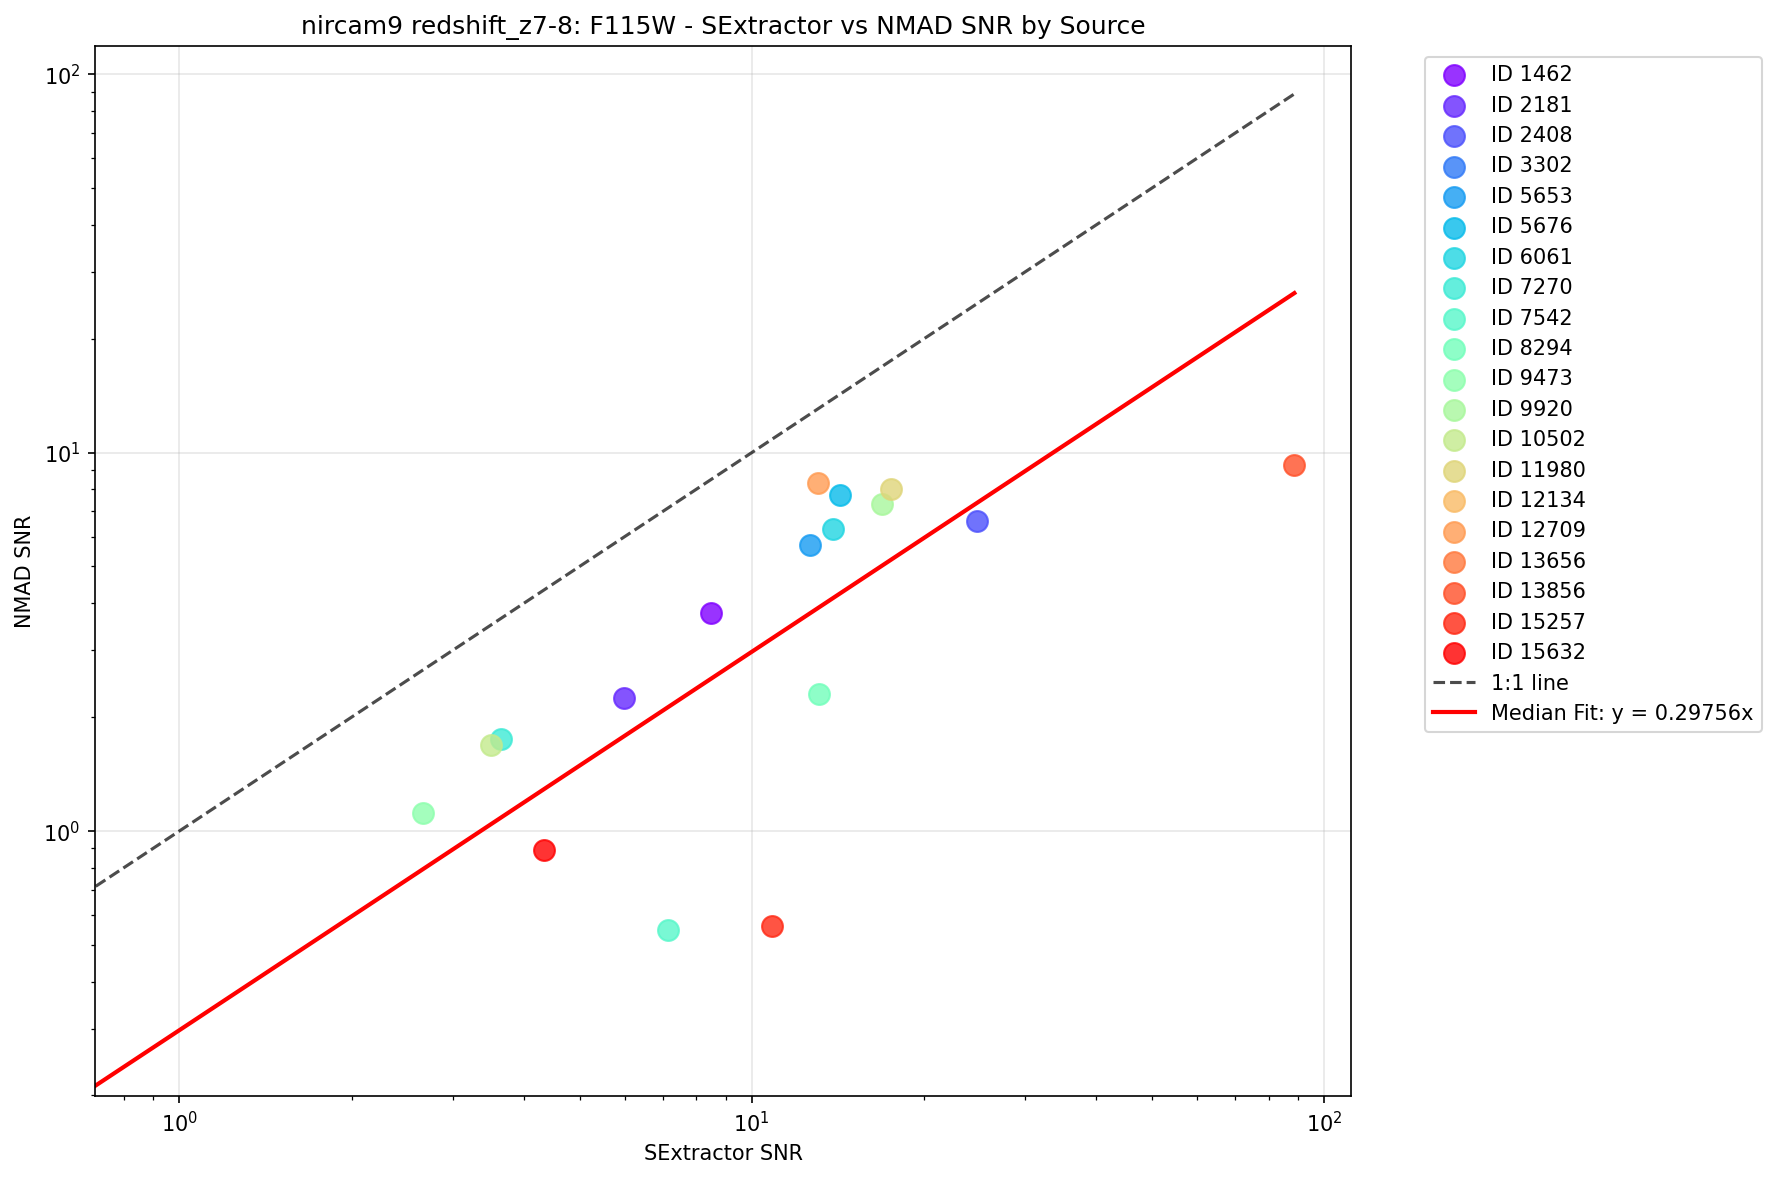 nircam9 redshift_z7-8: F115W - SExtractor vs NMAD SNR by Source
NMAD SNR
10²
10¹
10⁰
10⁰
10¹
10²
SExtractor SNR
ID 1462
ID 2181
ID 2408
ID 3302
ID 5653
ID 5676
ID 6061
ID 7270
ID 7542
ID 8294
ID 9473
ID 9920
ID 10502
ID 11980
ID 12134
ID 12709
ID 13656
ID 13856
ID 15257
ID 15632
1:1 line
Median Fit: y = 0.29756x